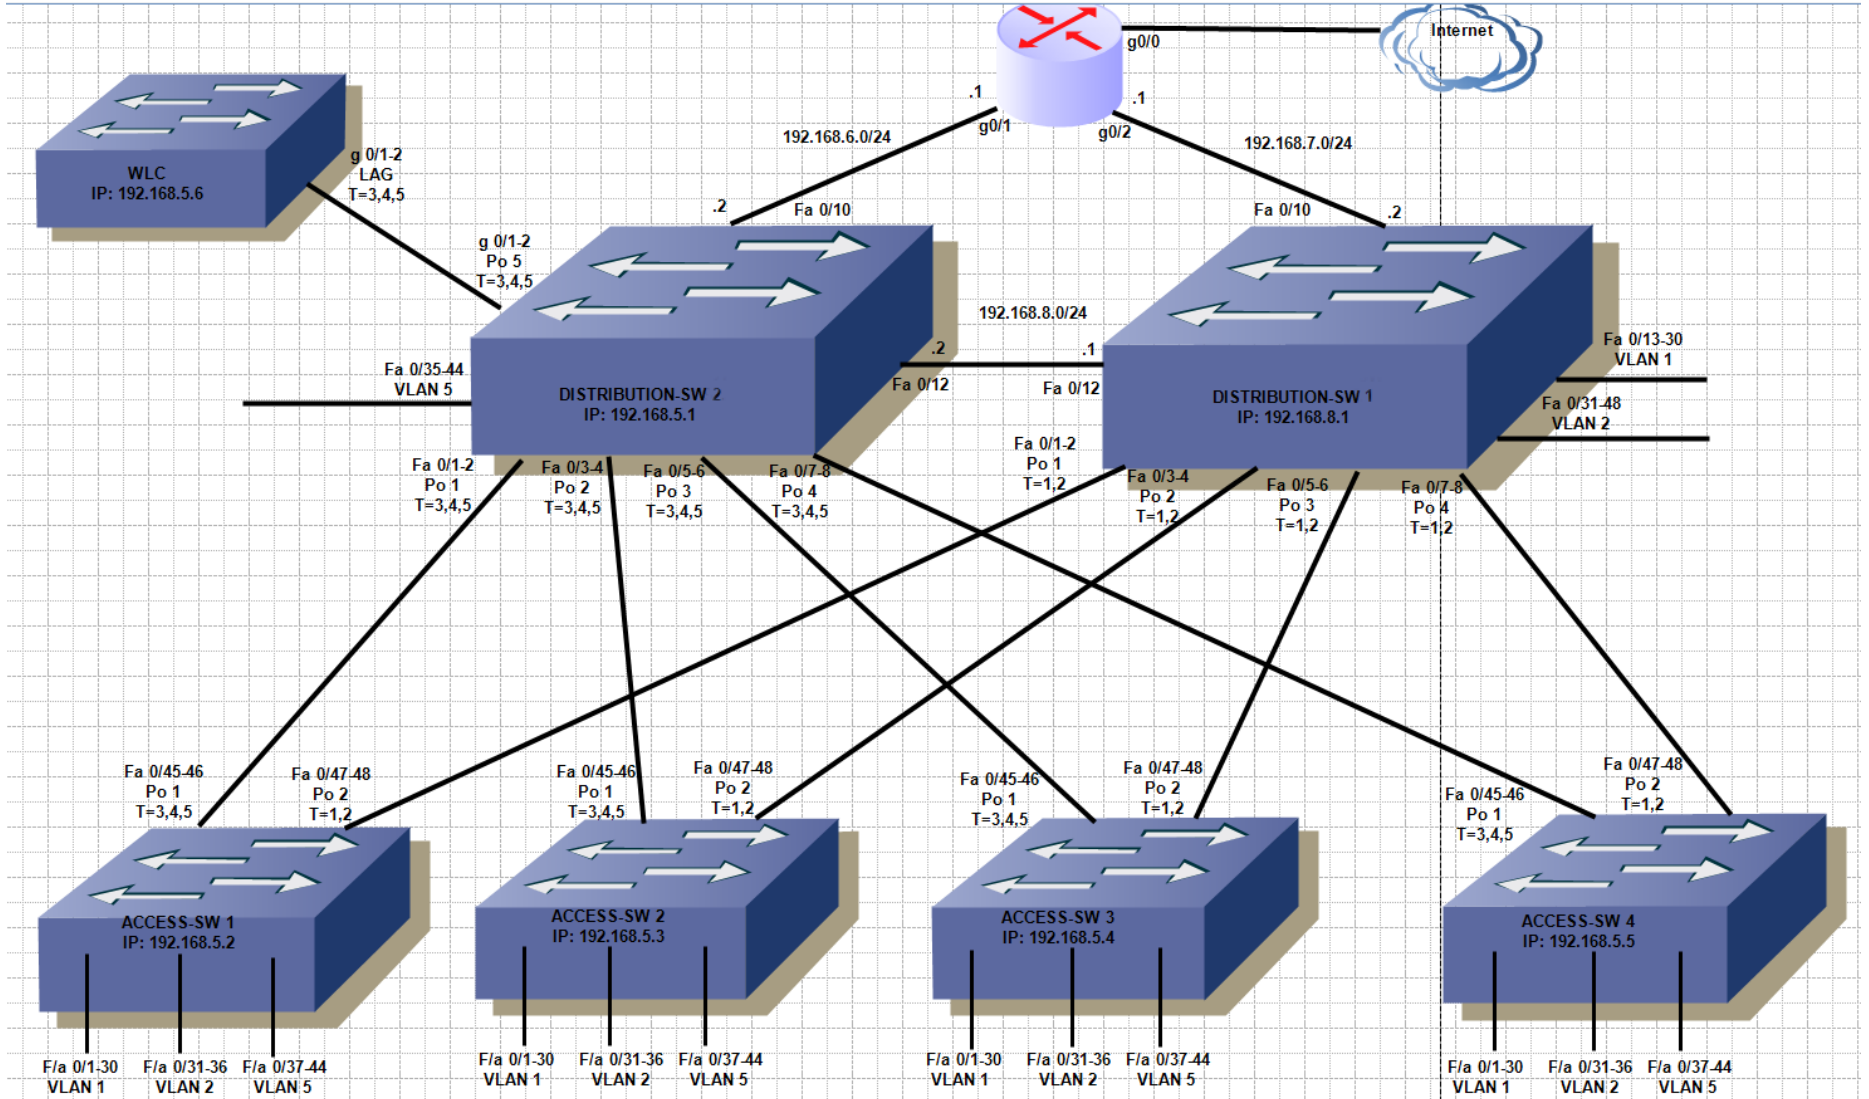 Internet
g0/0
.1
g0/1
.1
g0/2
192.168.6.0/24
192.168.7.0/24
WLC
IP: 192.168.5.6
g 0/1-2
LAG
T=3,4,5
.2
Fa 0/10
Fa 0/10
.2
g 0/1-2
Po 5
T=3,4,5
192.168.8.0/24
.2
.1
Fa 0/12
Fa 0/12
Fa 0/35-44
VLAN 5
DISTRIBUTION-SW 2
IP: 192.168.5.1
DISTRIBUTION-SW 1
IP: 192.168.8.1
Fa 0/13-30
VLAN 1
Fa 0/31-48
VLAN 2
Fa 0/1-2
Po 1
T=3,4,5
Fa 0/3-4
Po 2
T=3,4,5
Fa 0/5-6
Po 3
T=3,4,5
Fa 0/7-8
Po 4
T=3,4,5
Fa 0/1-2
Po 1
T=1,2
Fa 0/3-4
Po 2
T=1,2
Fa 0/5-6
Po 3
T=1,2
Fa 0/7-8
Po 4
T=1,2
Fa 0/45-46
Po 1
T=3,4,5
Fa 0/47-48
Po 2
T=1,2
Fa 0/45-46
Po 1
T=3,4,5
Fa 0/47-48
Po 2
T=1,2
Fa 0/45-46
Po 1
T=3,4,5
Fa 0/47-48
Po 2
T=1,2
Fa 0/45-46
Po 1
T=3,4,5
Fa 0/47-48
Po 2
T=1,2
ACCESS-SW 1
IP: 192.168.5.2
ACCESS-SW 2
IP: 192.168.5.3
ACCESS-SW 3
IP: 192.168.5.4
ACCESS-SW 4
IP: 192.168.5.5
F/a 0/1-30
VLAN 1
F/a 0/31-36
VLAN 2
F/a 0/37-44
VLAN 5
F/a 0/1-30
VLAN 1
F/a 0/31-36
VLAN 2
F/a 0/37-44
VLAN 5
F/a 0/1-30
VLAN 1
F/a 0/31-36
VLAN 2
F/a 0/37-44
VLAN 5
F/a 0/1-30
VLAN 1
F/a 0/31-36
VLAN 2
F/a 0/37-44
VLAN 5